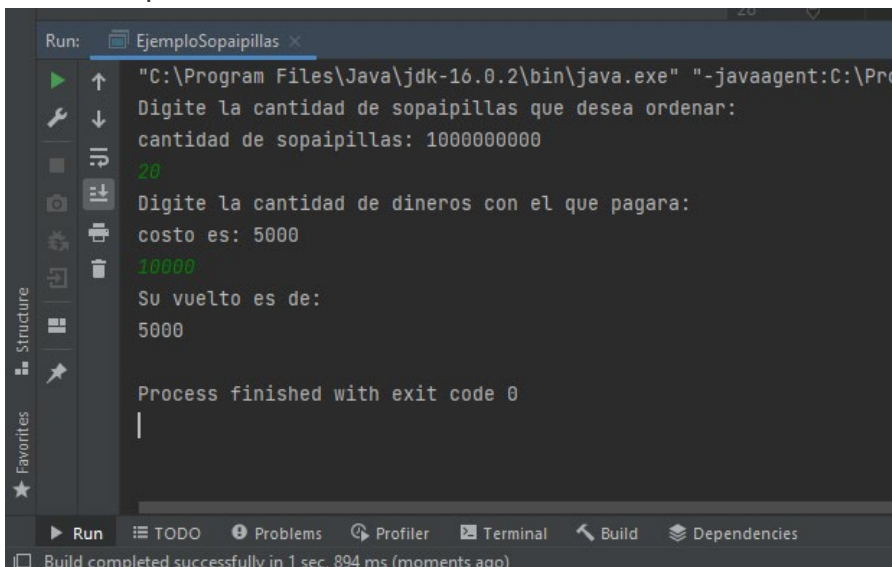 Run: EjemploSopaipillas ×
"C:\Program Files\Java\jdk-16.0.2\bin\java.exe" "-javaagent:C:\Pro
Digite la cantidad de sopaipillas que desea ordenar:
cantidad de sopaipillas: 1000000000
20
Digite la cantidad de dineros con el que pagara:
costo es: 5000
10000
Su vuelto es de:
5000
Process finished with exit code 0
Structure
Favorites
Run TODO Problems Profiler Terminal Build Dependencies
Build completed successfully in 1 sec, 894 ms (moments ago)